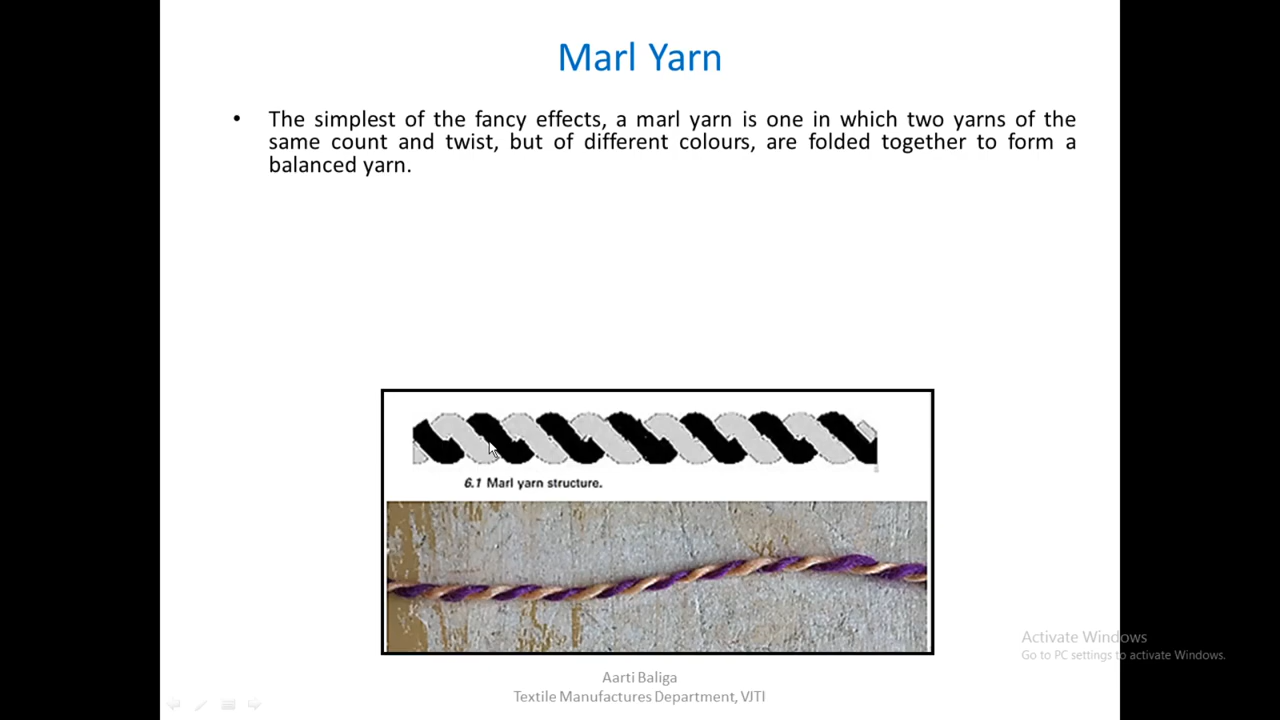 Marl Yarn
• The simplest of the fancy effects, a marl yarn is one in which two yarns of the
same count and twist, but of different colours, are folded together to form a
balanced yarn.
6.1 Marl yarn structure.
Activate Windows
Go to PC settings to activate Windows.
Aarti Baliga
Textile Manufactures Department, VJTI